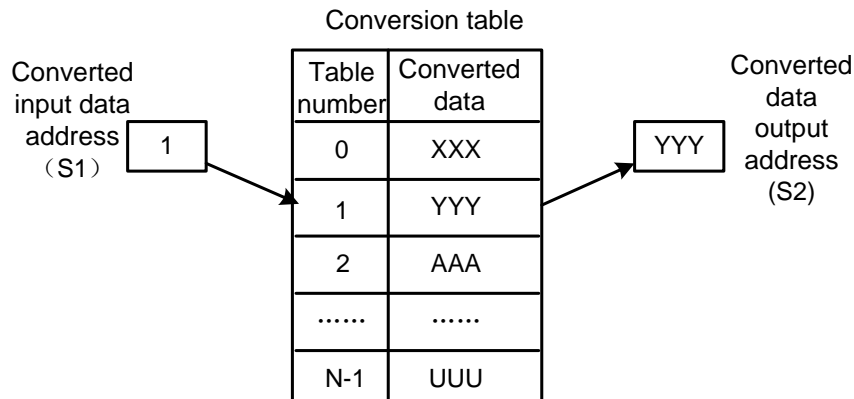 Conversion table
Converted
input data
address
（S1）
1
Table
number
Converted
data
0
XXX
1
YYY
2
AAA
......
......
N-1
UUU
YYY
Converted
data
output
address
(S2)